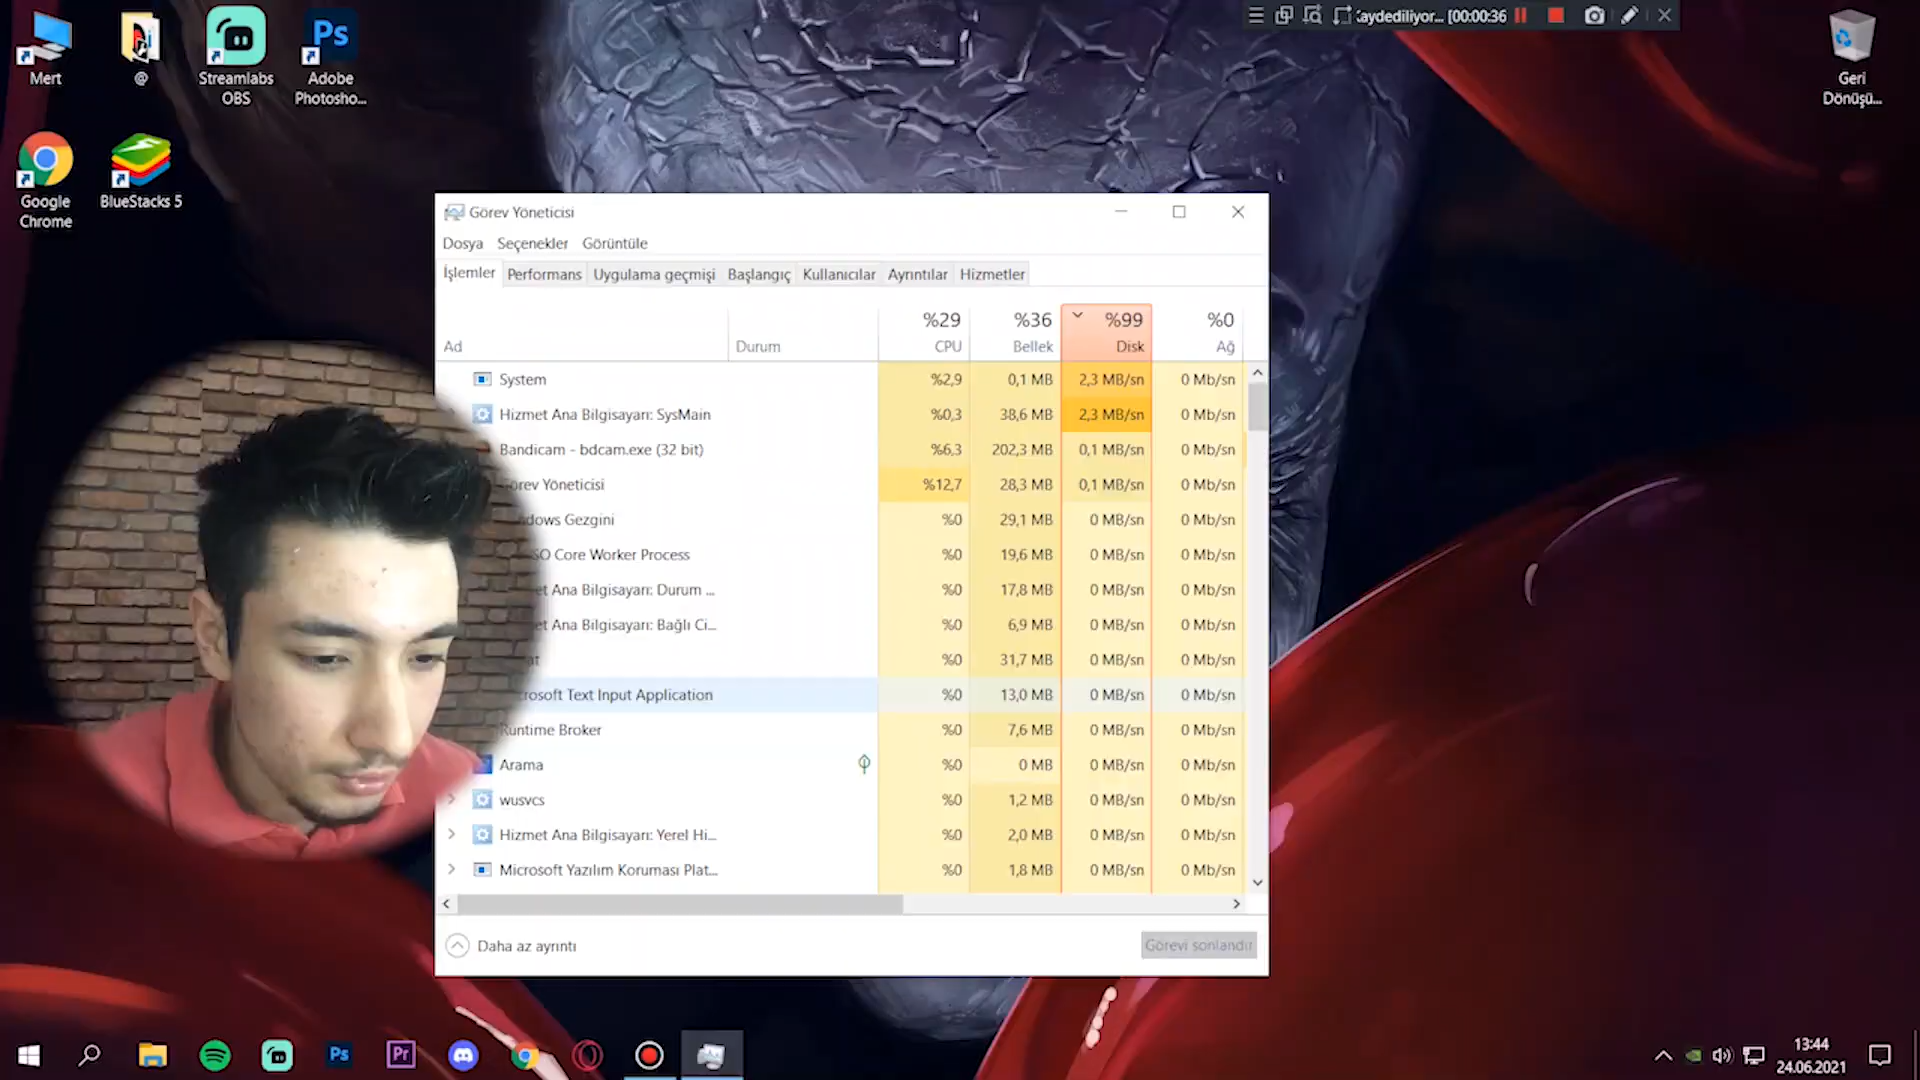 Kaydediliyor... [00:00:36]
Mert
@
Streamlabs
OBS
Ps
Adobe
Photosho...
Geri
Dönüşü...
Google
Chrome
BlueStacks 5
Görev Yöneticisi
Dosya Seçenekler Görüntüle
İşlemler Performans Uygulama geçmişi Başlangıç Kullanıcılar Ayrıntılar Hizmetler
%29 %36 %99 %0
Ad Durum CPU Bellek Disk Ağ
System %2,9 0,1 MB 2,3 MB/sn 0 Mb/sn
Hizmet Ana Bilgisayarı: SysMain %0,3 38,6 MB 2,3 MB/sn 0 Mb/sn
Bandicam - bdcam.exe (32 bit) %6,3 202,3 MB 0,1 MB/sn 0 Mb/sn
Görev Yöneticisi %12,7 28,3 MB 0,1 MB/sn 0 Mb/sn
Gezgini %0 29,1 MB 0 MB/sn 0 Mb/sn
Core Worker Process %0 19,6 MB 0 MB/sn 0 Mb/sn
Ana Bilgisayarı: Durum ... %0 17,8 MB 0 MB/sn 0 Mb/sn
Ana Bilgisayarı: Bağlı Ci... %0 6,9 MB 0 MB/sn 0 Mb/sn
%0 31,7 MB 0 MB/sn 0 Mb/sn
Text Input Application %0 13,0 MB 0 MB/sn 0 Mb/sn
Runtime Broker %0 7,6 MB 0 MB/sn 0 Mb/sn
Arama %0 0 MB 0 MB/sn 0 Mb/sn
wusvcs %0 1,2 MB 0 MB/sn 0 Mb/sn
Hizmet Ana Bilgisayarı: Yerel Hi... %0 2,0 MB 0 MB/sn 0 Mb/sn
Microsoft Yazılım Koruması Plat... %0 1,8 MB 0 MB/sn 0 Mb/sn
Daha az ayrıntı Görevi sonlandır
Ps Pr
13:44
24.06.2021